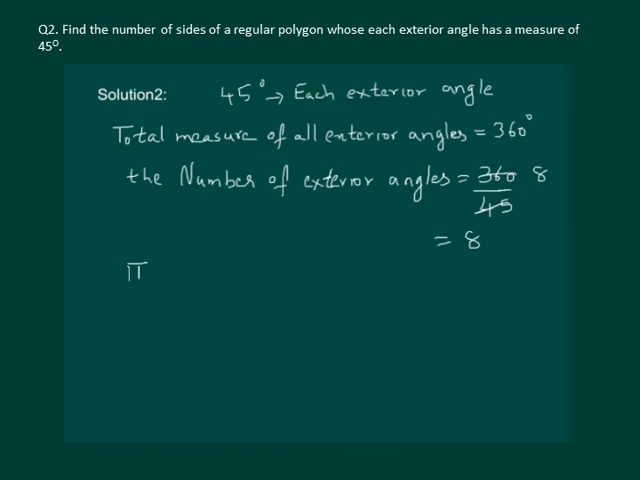 Q2. Find the number of sides of a regular polygon whose each exterior angle has a measure of
45⁰.
Solution2: 45° → Each exterior angle
Total measure of all exterior angles = 360°
the Number of exterior angles = 360 8
45
= 8